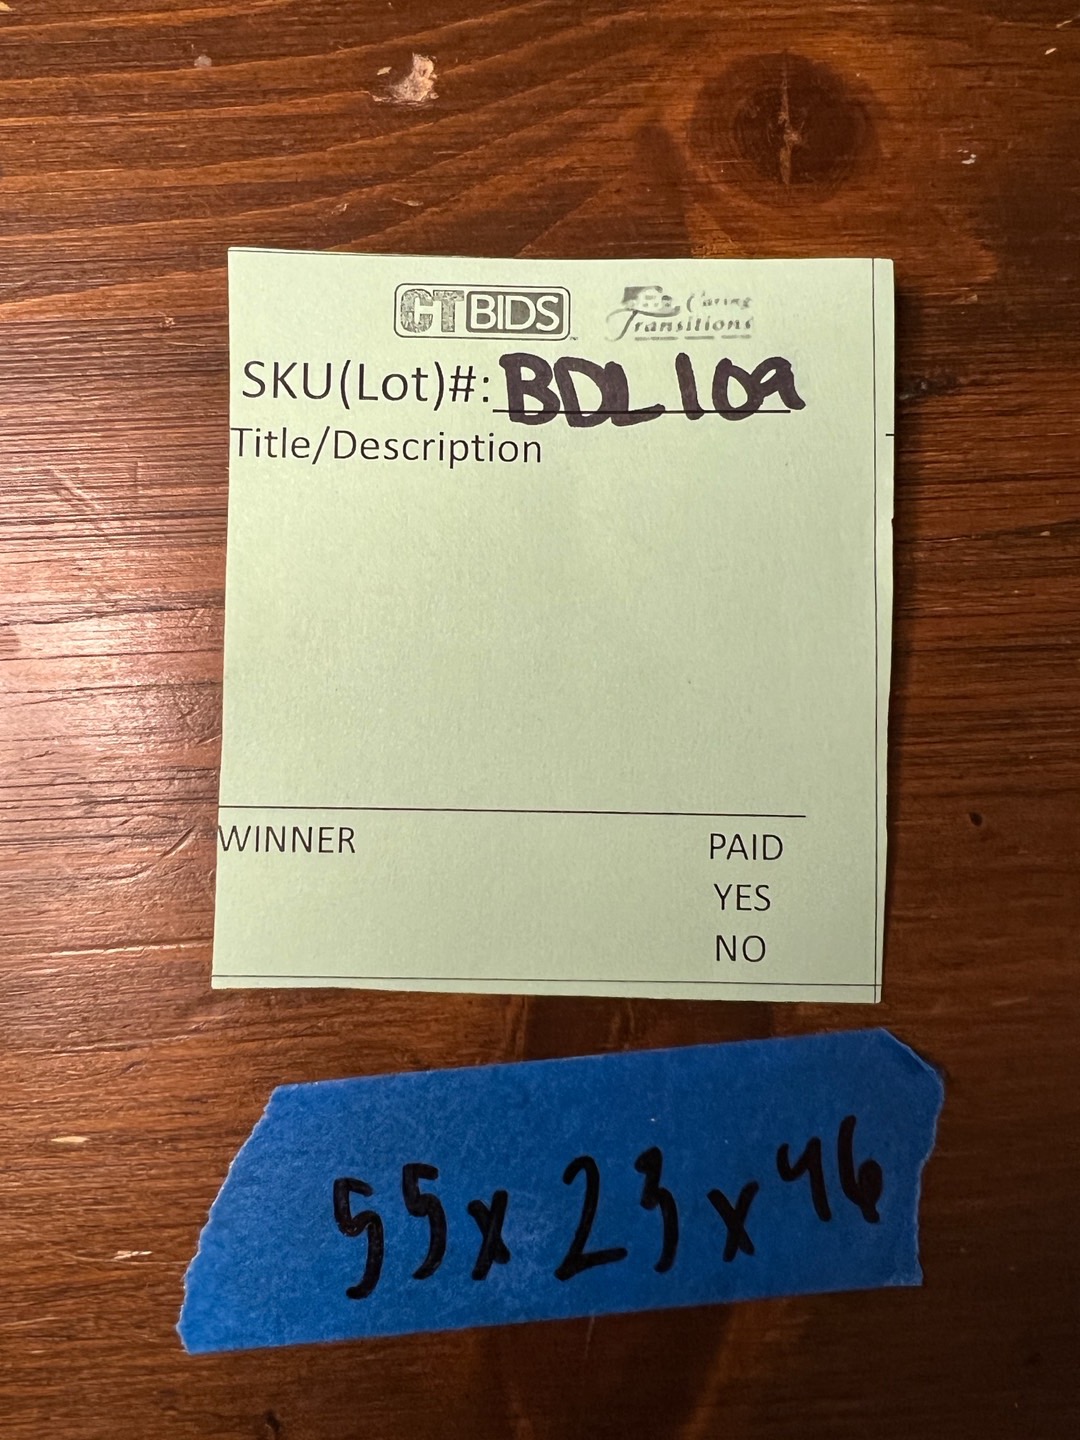 CTBIDS Caring Transitions
SKU(Lot)#: BDL109
Title/Description
WINNER PAID
YES
NO
55x23x46